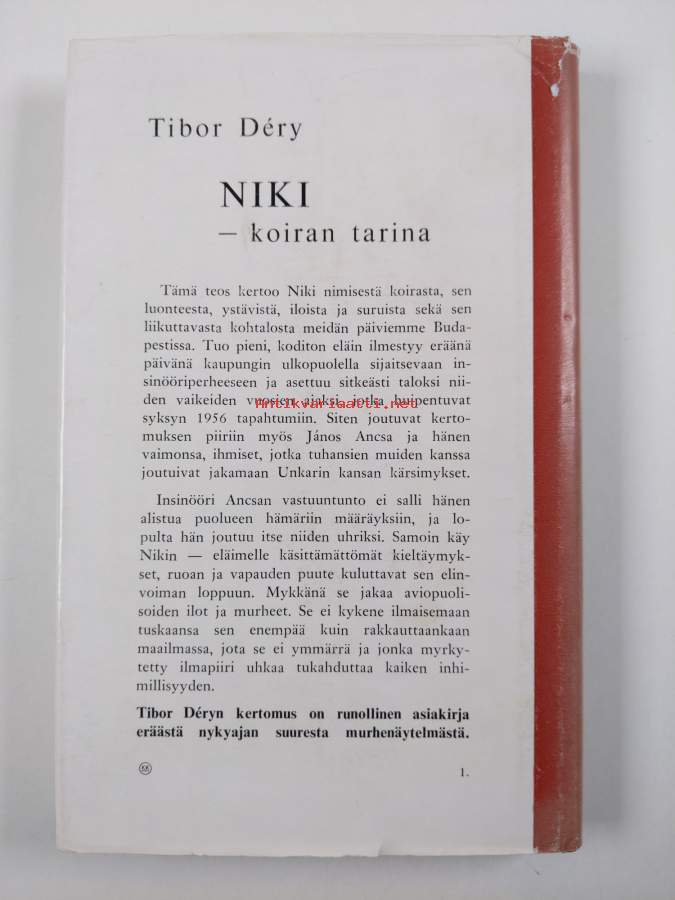 Tibor Déry
NIKI
– koiran tarina
Tämä teos kertoo Niki nimisestä koirasta, sen
luonteesta, ystävistä, iloista ja suruista sekä sen
liikuttavasta kohtalosta meidän päiviemme Buda-
pestissa. Tuo pieni, koditon eläin ilmestyy eräänä
päivänä kaupungin ulkopuolella sijaitsevaan in-
sinööriperheeseen ja asettuu sitkeästi taloksi nii-
den vaikeiden vuosien ajaksi, jotka huipentuvat
Antikvariaatti.net
syksyn 1956 tapahtumiin. Siten joutuvat kerto-
muksen piiriin myös János Ancsa ja hänen
vaimonsa, ihmiset, jotka tuhansien muiden kanssa
joutuivat jakamaan Unkarin kansan kärsimykset.
Insinööri Ancsan vastuuntunto ei salli hänen
alistua puolueen hämäriin määräyksiin, ja lo-
pulta hän joutuu itse niiden uhriksi. Samoin käy
Nikin — eläimelle käsittämättömät kieltäymyk-
set, ruoan ja vapauden puute kuluttavat sen elin-
voiman loppuun. Mykkänä se jakaa aviopuoli-
soiden ilot ja murheet. Se ei kykene ilmaisemaan
tuskaansa sen enempää kuin rakkauttaankaan
maailmassa, jota se ei ymmärrä ja jonka myrky-
tetty ilmapiiri uhkaa tukahduttaa kaiken inhi-
millisyyden.
Tibor Déryn kertomus on runollinen asiakirja
eräästä nykyajan suuresta murhenäytelmästä.
1.